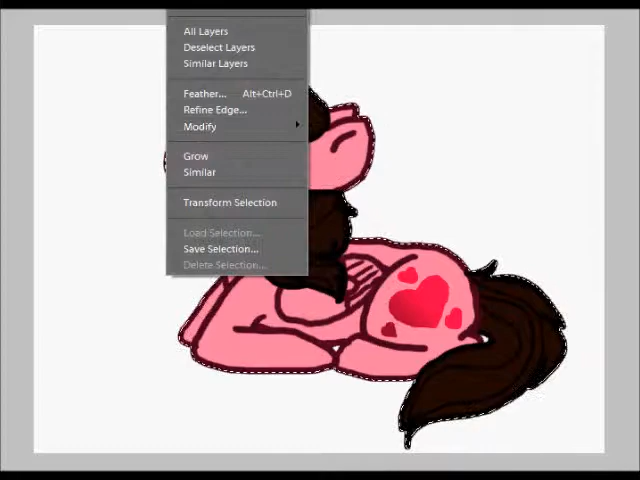 All Layers
Deselect Layers
Similar Layers
Feather... Alt+Ctrl+D
Refine Edge...
Modify
Grow
Similar
Transform Selection
Load Selection...
Save Selection...
Delete Selection...